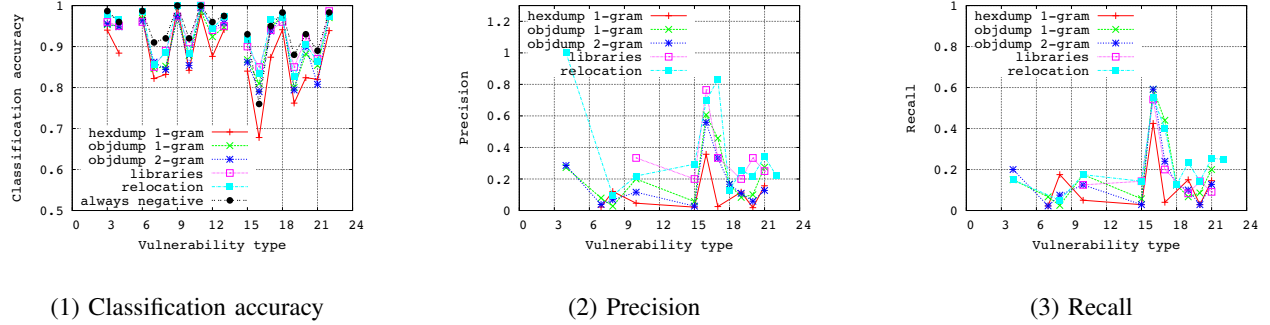 Classification accuracy
1
0.9
0.8
0.7
0.6
0.5
hexdump 1-gram
objdump 1-gram
objdump 2-gram
libraries
relocation
always negative
0 3 6 9 12 15 18 21 24
Vulnerability type
(1) Classification accuracy
Precision
1.2
1
0.8
0.6
0.4
0.2
0
hexdump 1-gram
objdump 1-gram
objdump 2-gram
libraries
relocation
0 3 6 9 12 15 18 21 24
Vulnerability type
(2) Precision
Recall
1
0.8
0.6
0.4
0.2
0
hexdump 1-gram
objdump 1-gram
objdump 2-gram
libraries
relocation
0 3 6 9 12 15 18 21 24
Vulnerability type
(3) Recall